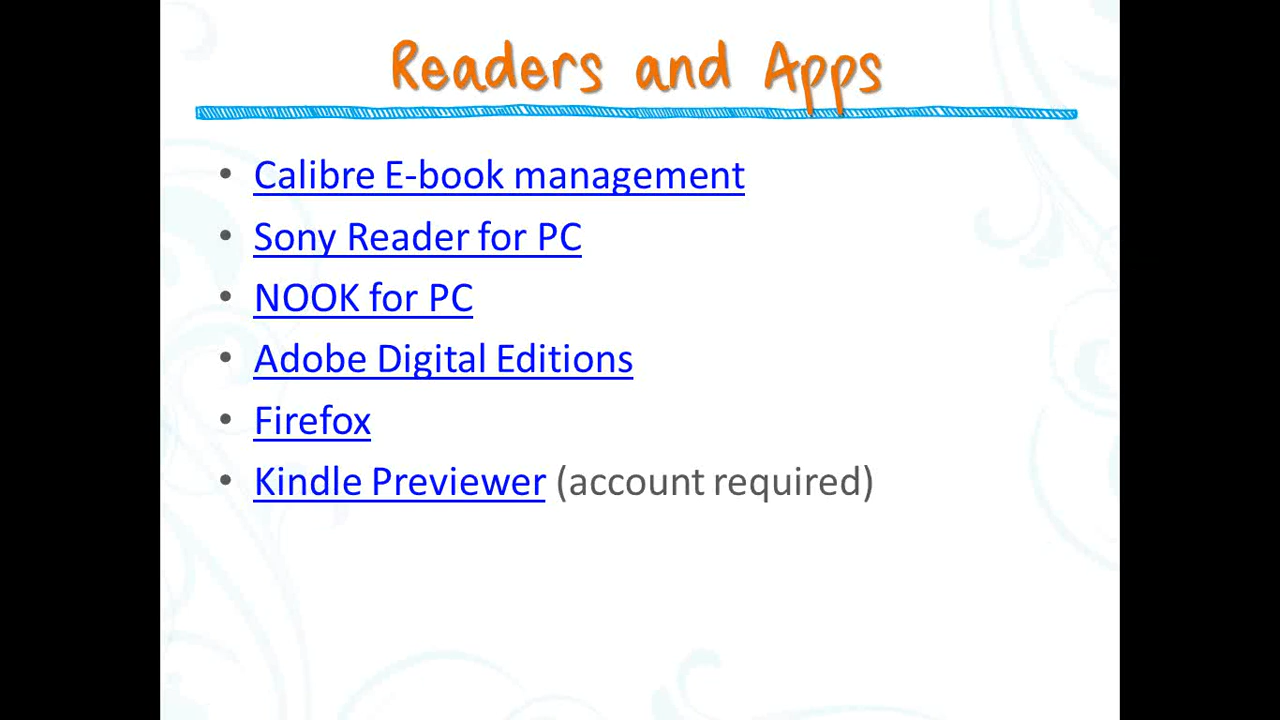 Readers and Apps
• Calibre E-book management
• Sony Reader for PC
• NOOK for PC
• Adobe Digital Editions
• Firefox
• Kindle Previewer (account required)